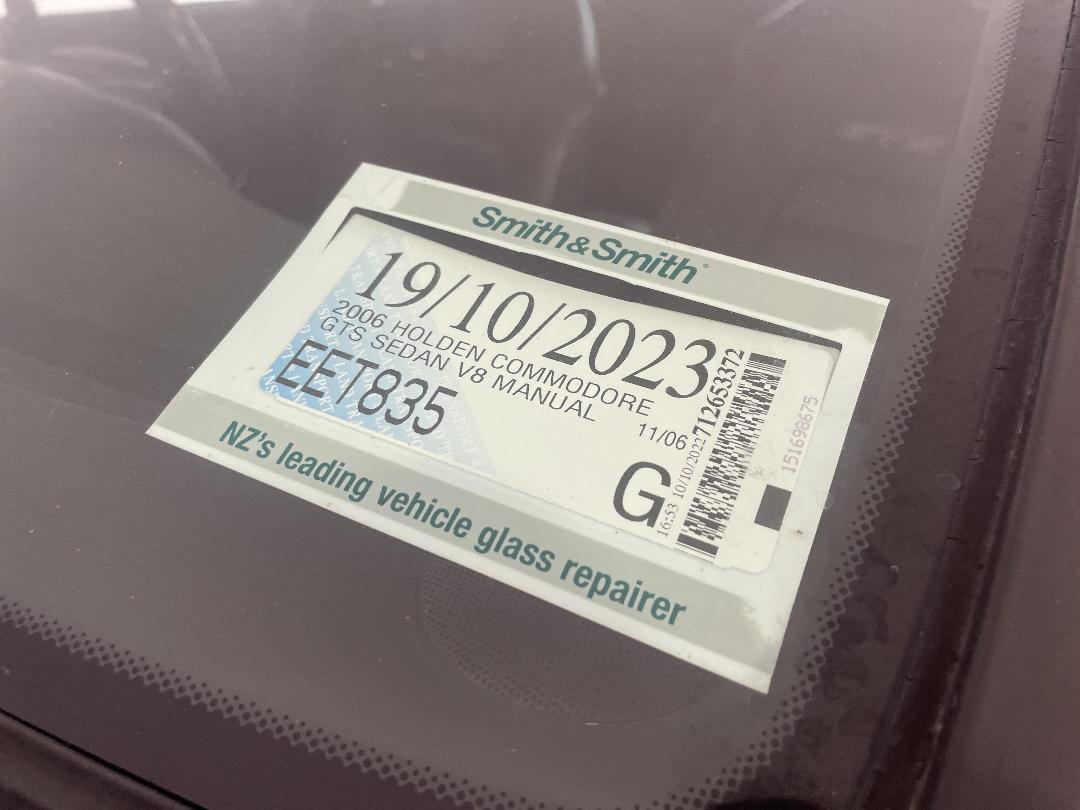 Smith&Smith®
19/10/2023
2006 HOLDEN COMMODORE
GTS SEDAN V8 MANUAL
EET835
11/06
G
16:53 10/10/2022
712653372
151698675
NZ's leading vehicle glass repairer